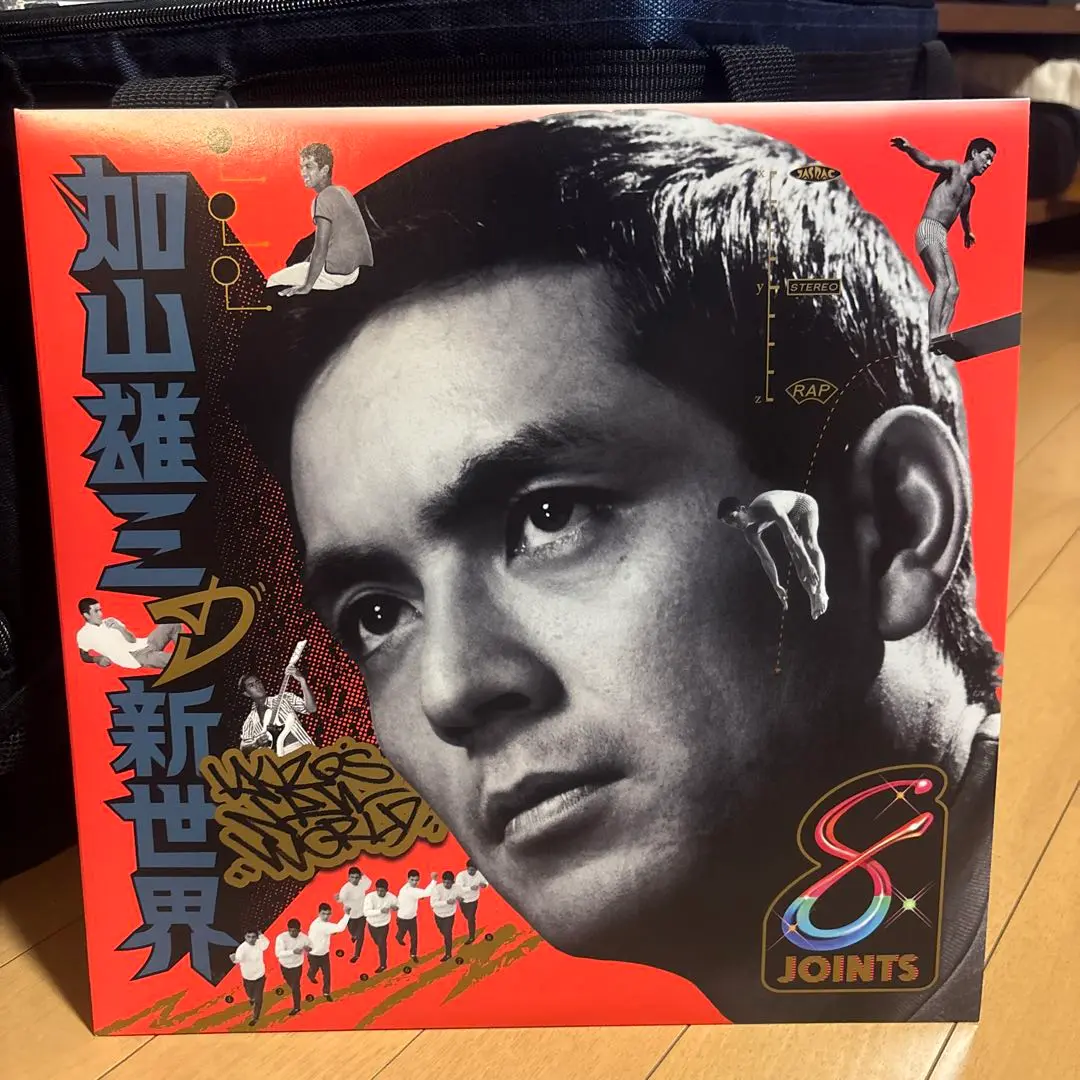 加山雄三の新世界
YUZO'S NEW WORLD
JASRAC
x
y
STEREO
z
RAP
8
JOINTS